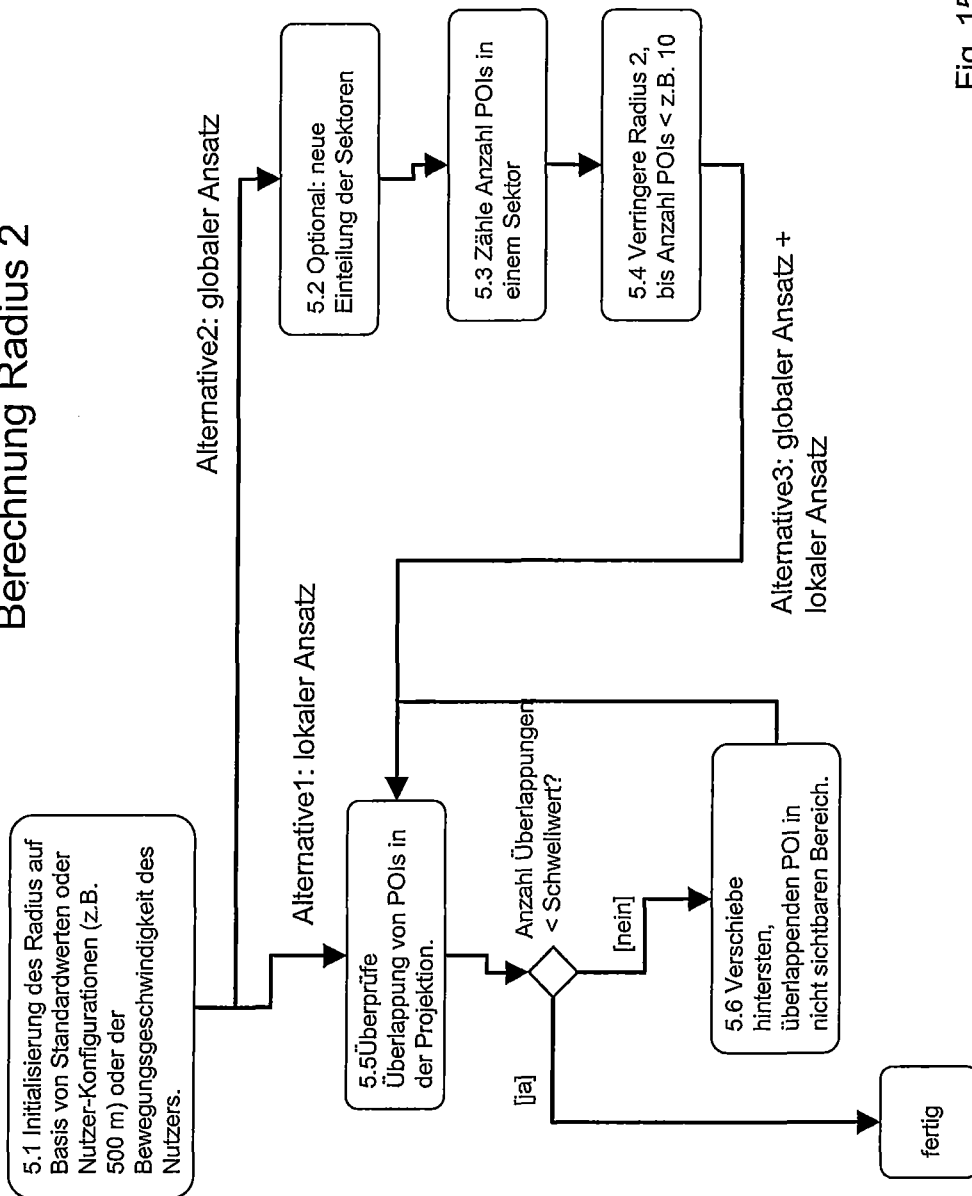 Berechnung Radius 2
5.1 Initialisierung des Radius auf
Basis von Standardwerten oder
Nutzer-Konfigurationen (z.B.
500 m) oder der
Bewegungsgeschwindigkeit des
Nutzers.
Alternative1: lokaler Ansatz
Alternative2: globaler Ansatz
5.2 Optional: neue
Einteilung der Sektoren
5.3 Zähle Anzahl POIs in
einem Sektor
5.4 Verringere Radius 2,
bis Anzahl POIs < z.B. 10
Alternative3: globaler Ansatz +
lokaler Ansatz
5.5Überprüfe
Überlappung von POIs in
der Projektion.
Anzahl Überlappungen
< Schwellwert?
[ja]
[nein]
5.6 Verschiebe
hintersten,
überlappenden POI in
nicht sichtbaren Bereich.
fertig
Fig. 15